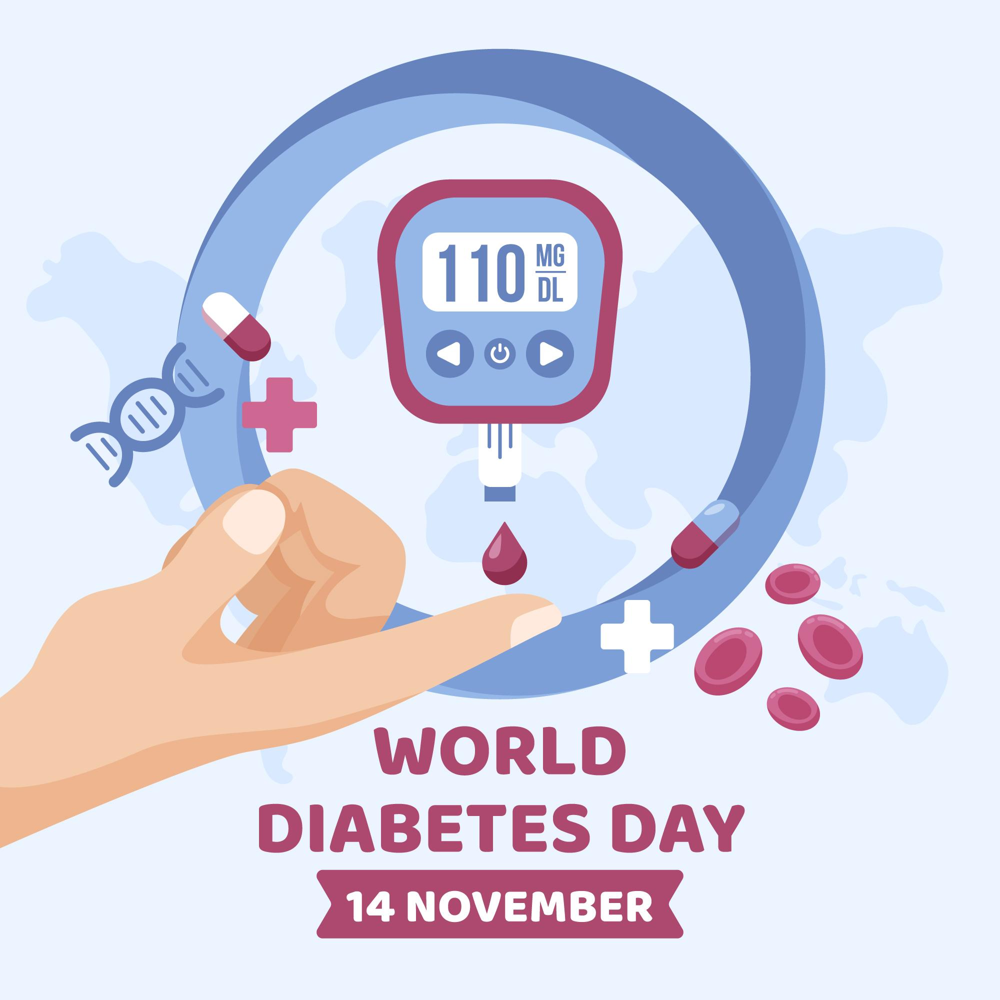 110 MG
DL
WORLD
DIABETES DAY
14 NOVEMBER